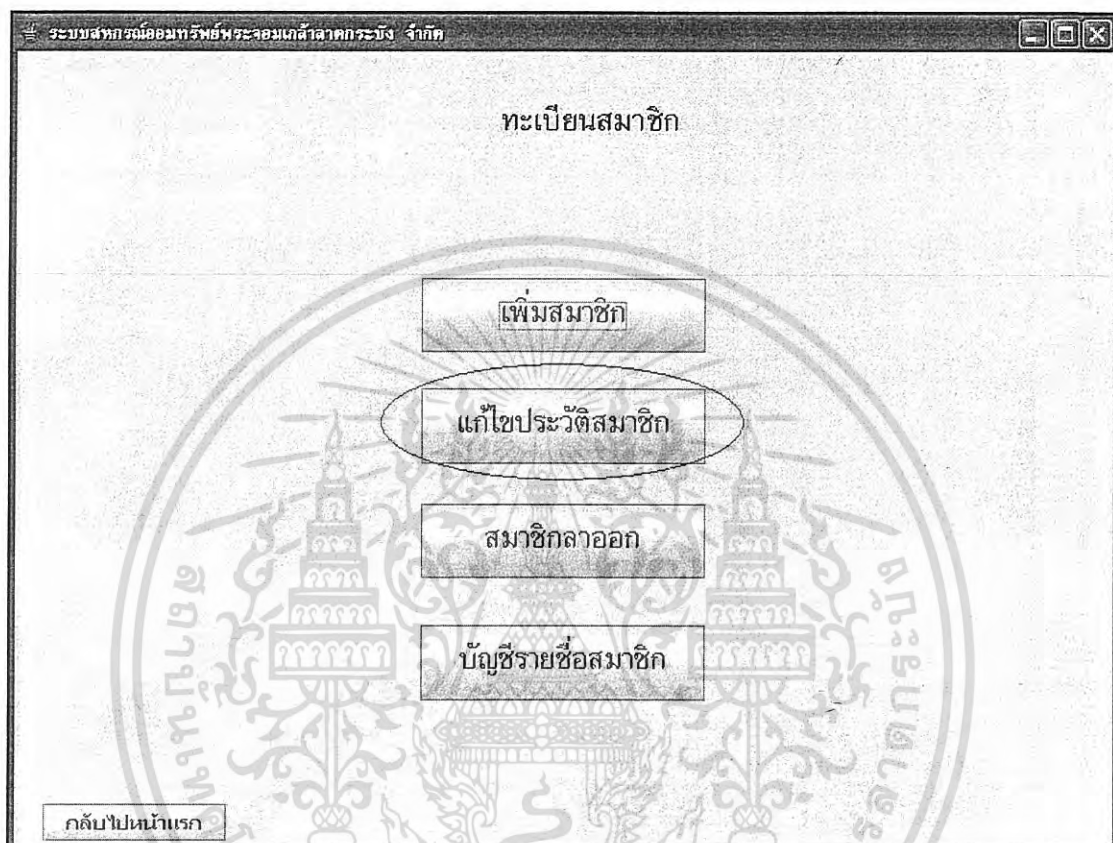 ระบบสหกรณ์ออมทรัพย์พระจอมเกล้าลาดกระบัง จำกัด
ทะเบียนสมาชิก
เพิ่มสมาชิก
แก้ไขประวัติสมาชิก
สมาชิกลาออก
บัญชีรายชื่อสมาชิก
กลับไปหน้าแรก